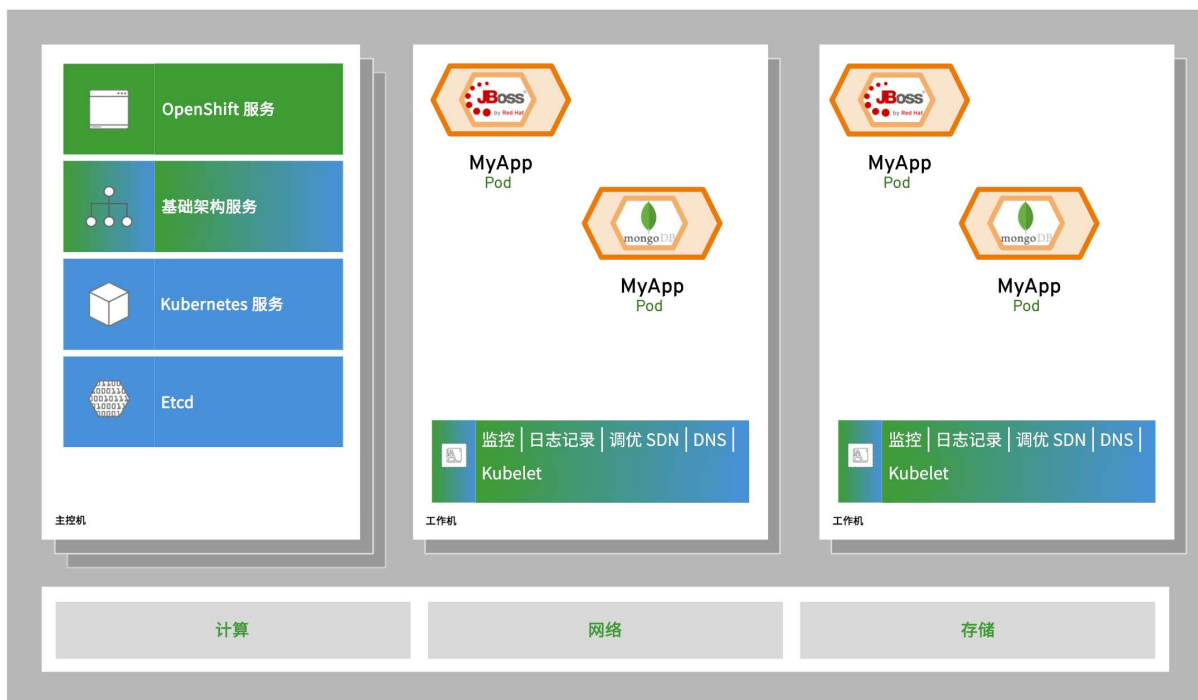 OpenShift 服务
基础架构服务
Kubernetes 服务
Etcd
主控机
JBoss
by Red Hat
MyApp
Pod
mongoDB
MyApp
Pod
监控 | 日志记录 | 调优 SDN | DNS |
Kubelet
工作机
JBoss
by Red Hat
MyApp
Pod
mongoDB
MyApp
Pod
监控 | 日志记录 | 调优 SDN | DNS |
Kubelet
工作机
计算
网络
存储